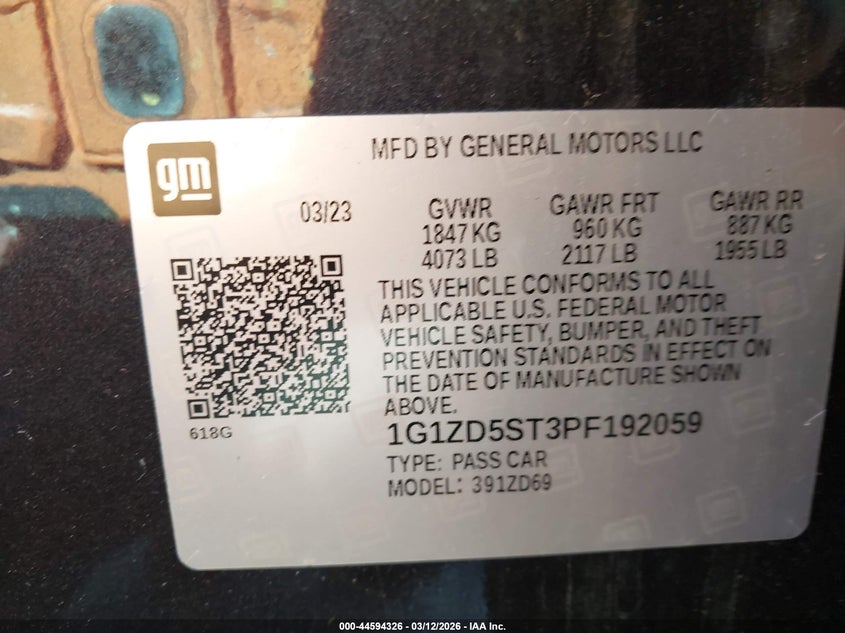 gm
MFD BY GENERAL MOTORS LLC
03/23
GVWR
1847 KG
4073 LB
GAWR FRT
960 KG
2117 LB
GAWR RR
887 KG
1955 LB
THIS VEHICLE CONFORMS TO ALL
APPLICABLE U.S. FEDERAL MOTOR
VEHICLE SAFETY, BUMPER, AND THEFT
PREVENTION STANDARDS IN EFFECT ON
THE DATE OF MANUFACTURE SHOWN
ABOVE.
618G
1G1ZD5ST3PF192059
TYPE: PASS CAR
MODEL: 391ZD69
000-44594326 - 03/12/2026 - IAA Inc.